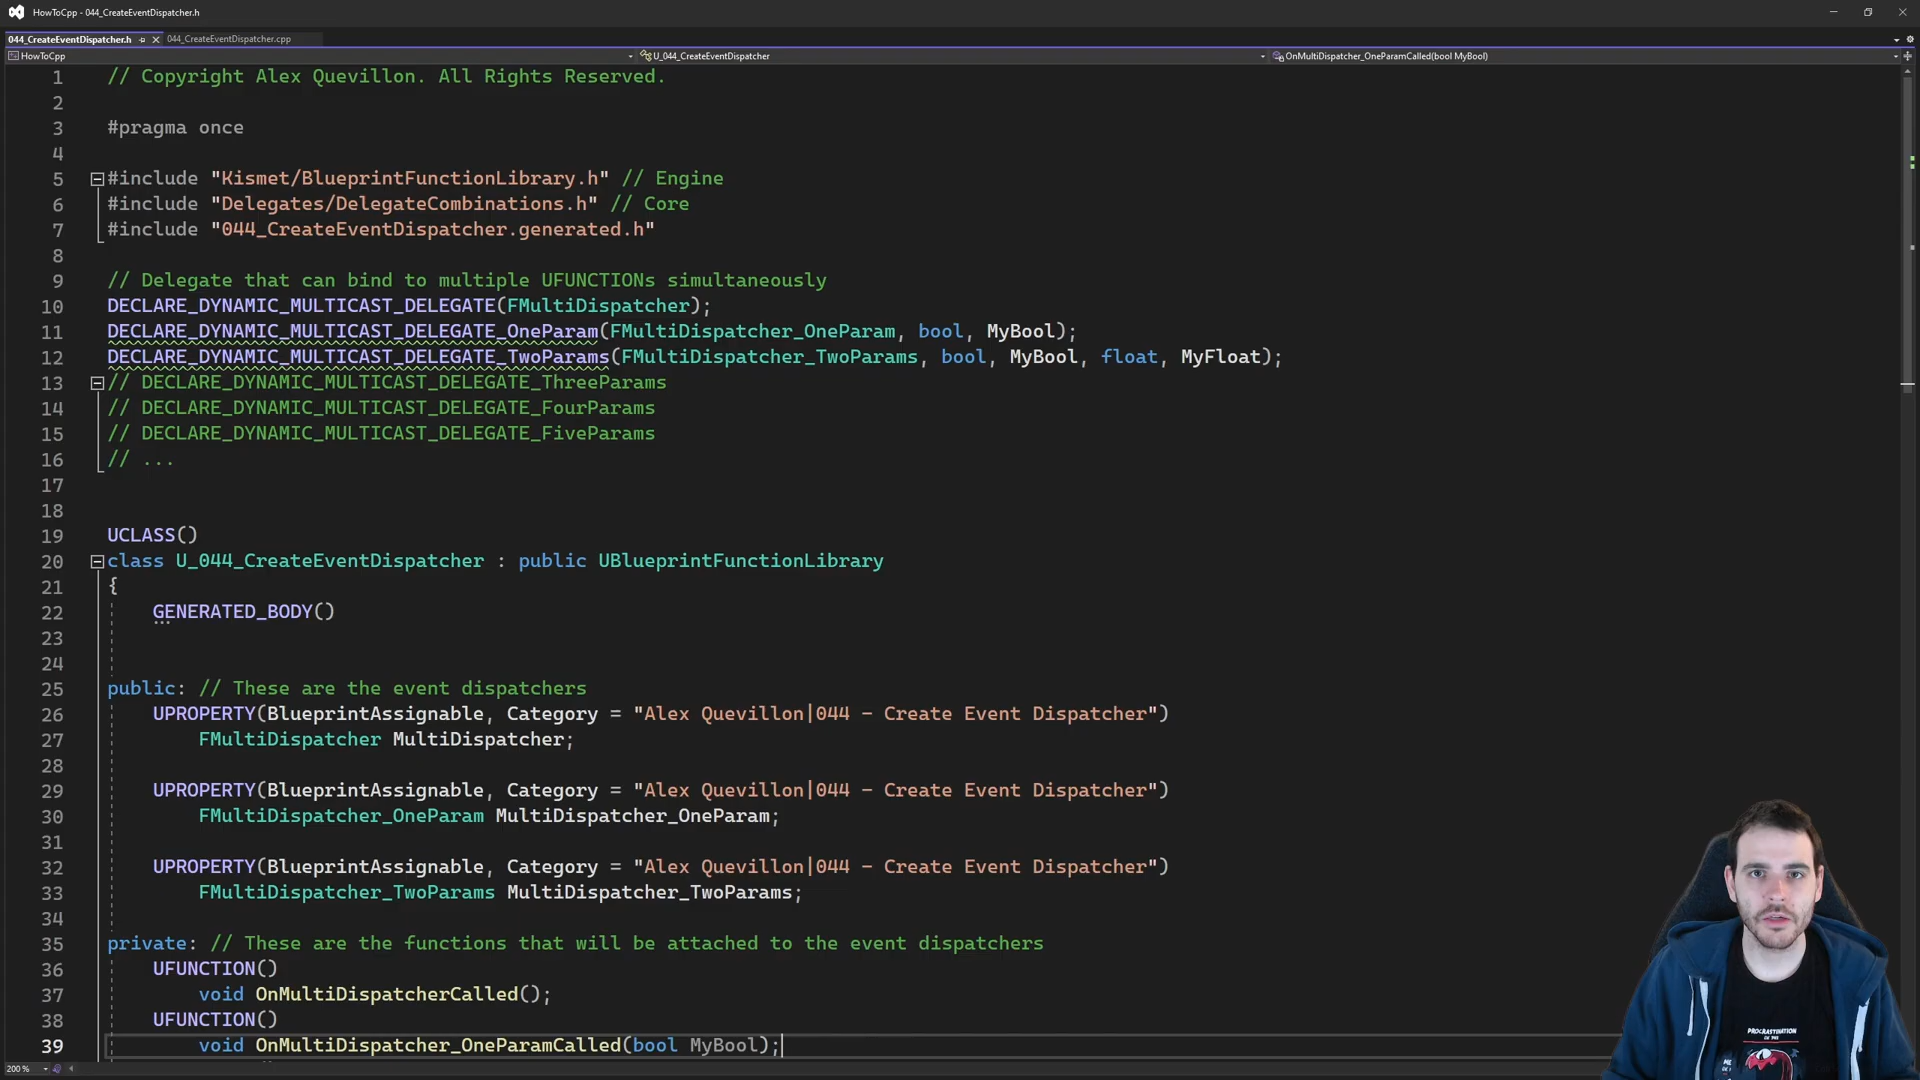 HowToCpp - 044_CreateEventDispatcher.h
044_CreateEventDispatcher.h
044_CreateEventDispatcher.cpp
HowToCpp
U_044_CreateEventDispatcher
OnMultiDispatcher_OneParamCalled(bool MyBool)
1 // Copyright Alex Quevillon. All Rights Reserved.
2
3 #pragma once
4
5 #include "Kismet/BlueprintFunctionLibrary.h" // Engine
6 #include "Delegates/DelegateCombinations.h" // Core
7 #include "044_CreateEventDispatcher.generated.h"
8
9 // Delegate that can bind to multiple UFUNCTIONs simultaneously
10 DECLARE_DYNAMIC_MULTICAST_DELEGATE(FMultiDispatcher);
11 DECLARE_DYNAMIC_MULTICAST_DELEGATE_OneParam(FMultiDispatcher_OneParam, bool, MyBool);
12 DECLARE_DYNAMIC_MULTICAST_DELEGATE_TwoParams(FMultiDispatcher_TwoParams, bool, MyBool, float, MyFloat);
13 // DECLARE_DYNAMIC_MULTICAST_DELEGATE_ThreeParams
14 // DECLARE_DYNAMIC_MULTICAST_DELEGATE_FourParams
15 // DECLARE_DYNAMIC_MULTICAST_DELEGATE_FiveParams
16 // ...
17
18
19 UCLASS()
20 class U_044_CreateEventDispatcher : public UBlueprintFunctionLibrary
21 {
22 GENERATED_BODY()
23
24
25 public: // These are the event dispatchers
26 UPROPERTY(BlueprintAssignable, Category = "Alex Quevillon|044 - Create Event Dispatcher")
27 FMultiDispatcher MultiDispatcher;
28
29 UPROPERTY(BlueprintAssignable, Category = "Alex Quevillon|044 - Create Event Dispatcher")
30 FMultiDispatcher_OneParam MultiDispatcher_OneParam;
31
32 UPROPERTY(BlueprintAssignable, Category = "Alex Quevillon|044 - Create Event Dispatcher")
33 FMultiDispatcher_TwoParams MultiDispatcher_TwoParams;
34
35 private: // These are the functions that will be attached to the event dispatchers
36 UFUNCTION()
37 void OnMultiDispatcherCalled();
38 UFUNCTION()
39 void OnMultiDispatcher_OneParamCalled(bool MyBool);
200 %
PROCRASTINATION